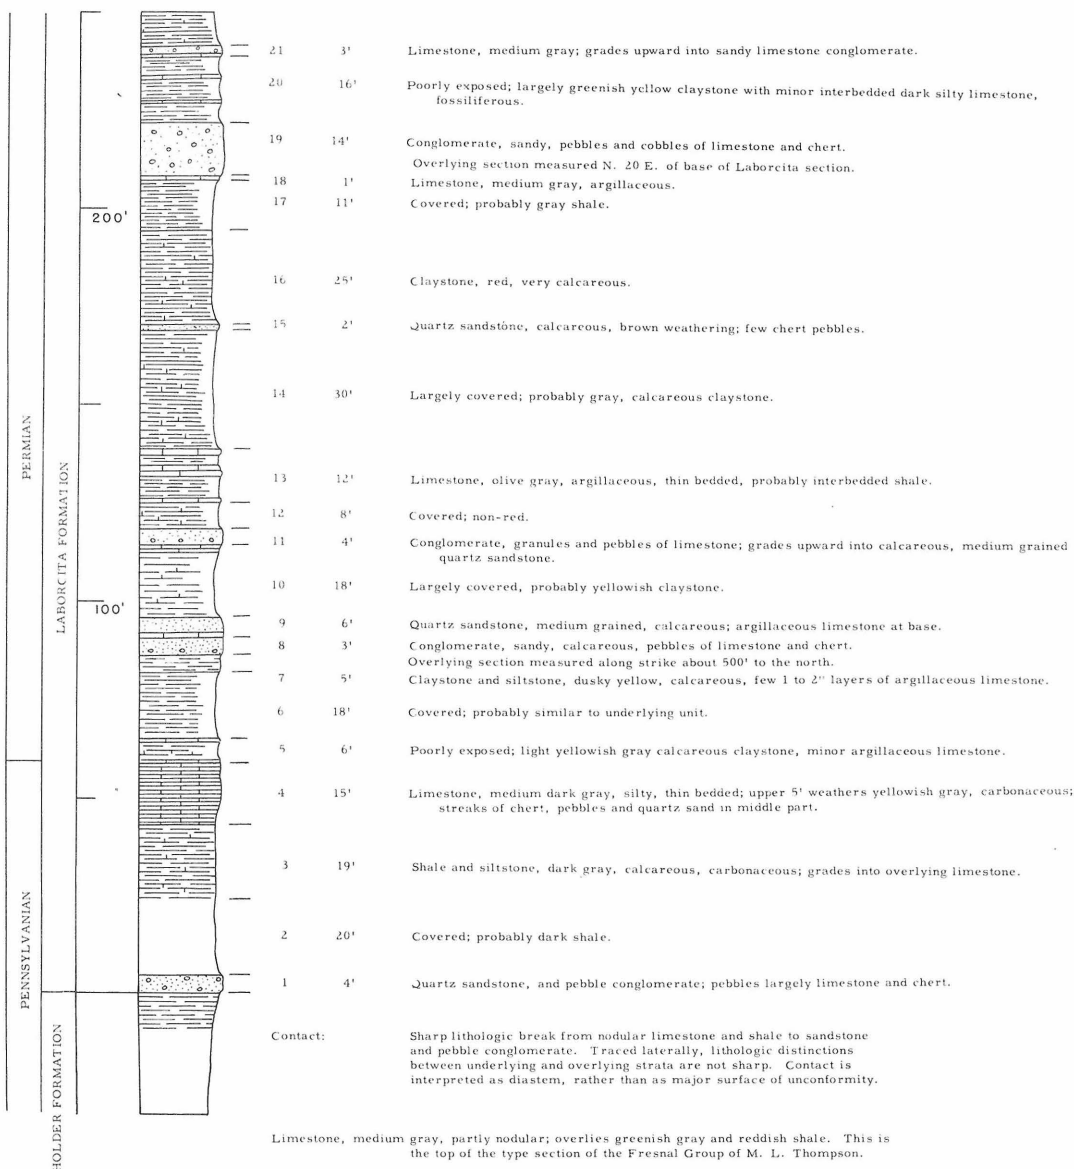 21 3' Limestone, medium gray; grades upward into sandy limestone conglomerate.
20 16' Poorly exposed; largely greenish yellow claystone with minor interbedded dark silty limestone,
fossiliferous.
19 14' Conglomerate, sandy, pebbles and cobbles of limestone and chert.
Overlying section measured N. 20 E. of base of Laborcita section.
18 1' Limestone, medium gray, argillaceous.
17 11' Covered; probably gray shale.
200'
16 25' Claystone, red, very calcareous.
15 2' Quartz sandstone, calcareous, brown weathering; few chert pebbles.
14 30' Largely covered; probably gray, calcareous claystone.
PERMIAN
LABORCITA FORMATION
13 12' Limestone, olive gray, argillaceous, thin bedded, probably interbedded shale.
12 8' Covered; non-red.
11 4' Conglomerate, granules and pebbles of limestone; grades upward into calcareous, medium grained
quartz sandstone.
10 18' Largely covered, probably yellowish claystone.
100'
9 6' Quartz sandstone, medium grained, calcareous; argillaceous limestone at base.
8 3' Conglomerate, sandy, calcareous, pebbles of limestone and chert.
Overlying section measured along strike about 500' to the north.
7 5' Claystone and siltstone, dusky yellow, calcareous, few 1 to 2" layers of argillaceous limestone.
6 18' Covered; probably similar to underlying unit.
5 6' Poorly exposed; light yellowish gray calcareous claystone, minor argillaceous limestone.
4 15' Limestone, medium dark gray, silty, thin bedded; upper 5' weathers yellowish gray, carbonaceous;
streaks of chert, pebbles and quartz sand in middle part.
3 19' Shale and siltstone, dark gray, calcareous, carbonaceous; grades into overlying limestone.
PENNSYLVANIAN
2 20' Covered; probably dark shale.
1 4' Quartz sandstone, and pebble conglomerate; pebbles largely limestone and chert.
Contact: Sharp lithologic break from nodular limestone and shale to sandstone
and pebble conglomerate. Traced laterally, lithologic distinctions
between underlying and overlying strata are not sharp. Contact is
interpreted as diastem, rather than as major surface of unconformity.
HOLDER FORMATION
Limestone, medium gray, partly nodular; overlies greenish gray and reddish shale. This is
the top of the type section of the Fresnal Group of M. L. Thompson.